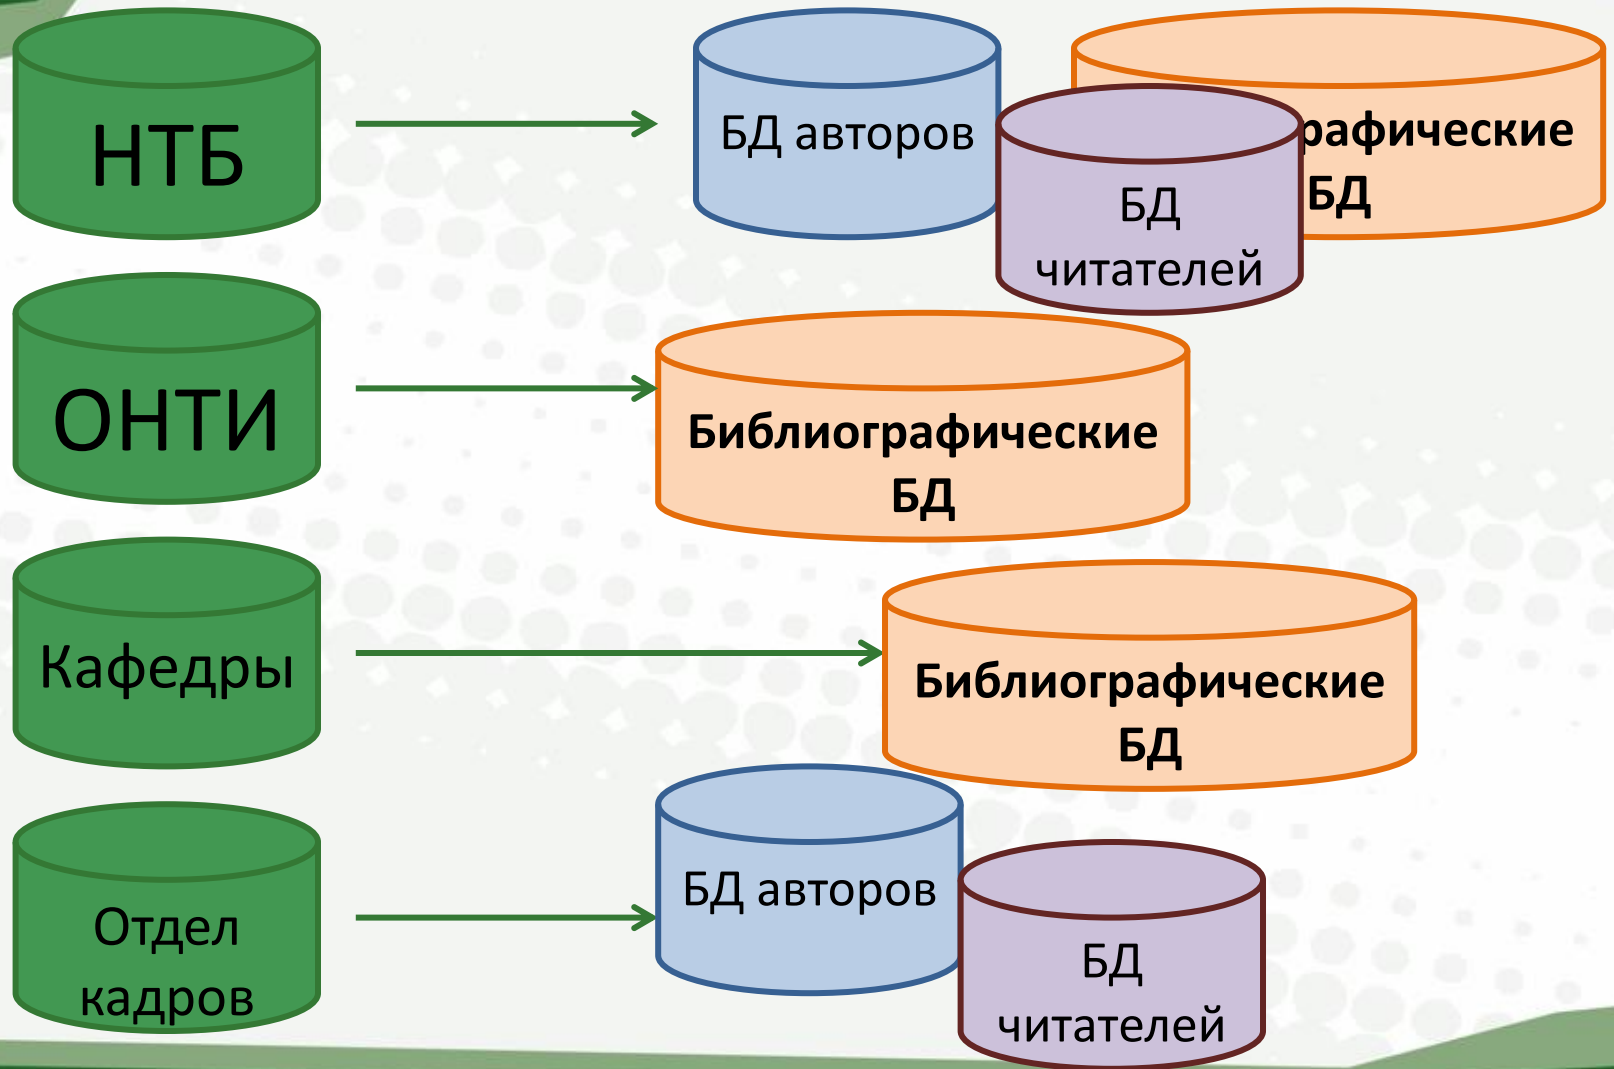 НТБ
БД авторов
БД
читателей
рафические
БД
ОНТИ
Библиографические
БД
Кафедры
Библиографические
БД
Отдел
кадров
БД авторов
БД
читателей